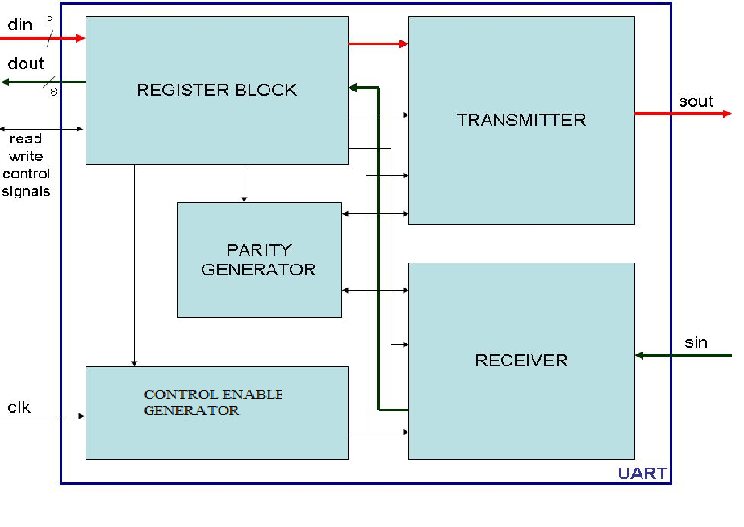 din
dout
8
read
write
control
signals
REGISTER BLOCK
TRANSMITTER
sout
PARITY
GENERATOR
RECEIVER
sin
clk
CONTROL ENABLE
GENERATOR
UART